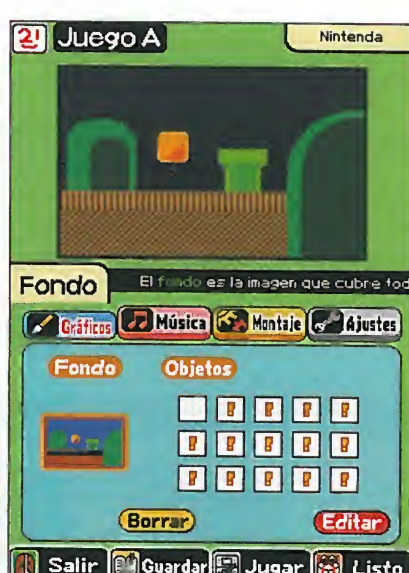 21 Juego A Nintenda
Fondo El fondo es la imagen que cubre tod
Gráficos Música Montaje Ajustes
Fondo Objetos
! ! ! !
! ! ! ! !
! ! ! ! !
Borrar Editar
Salir Guardar Jugar Listo